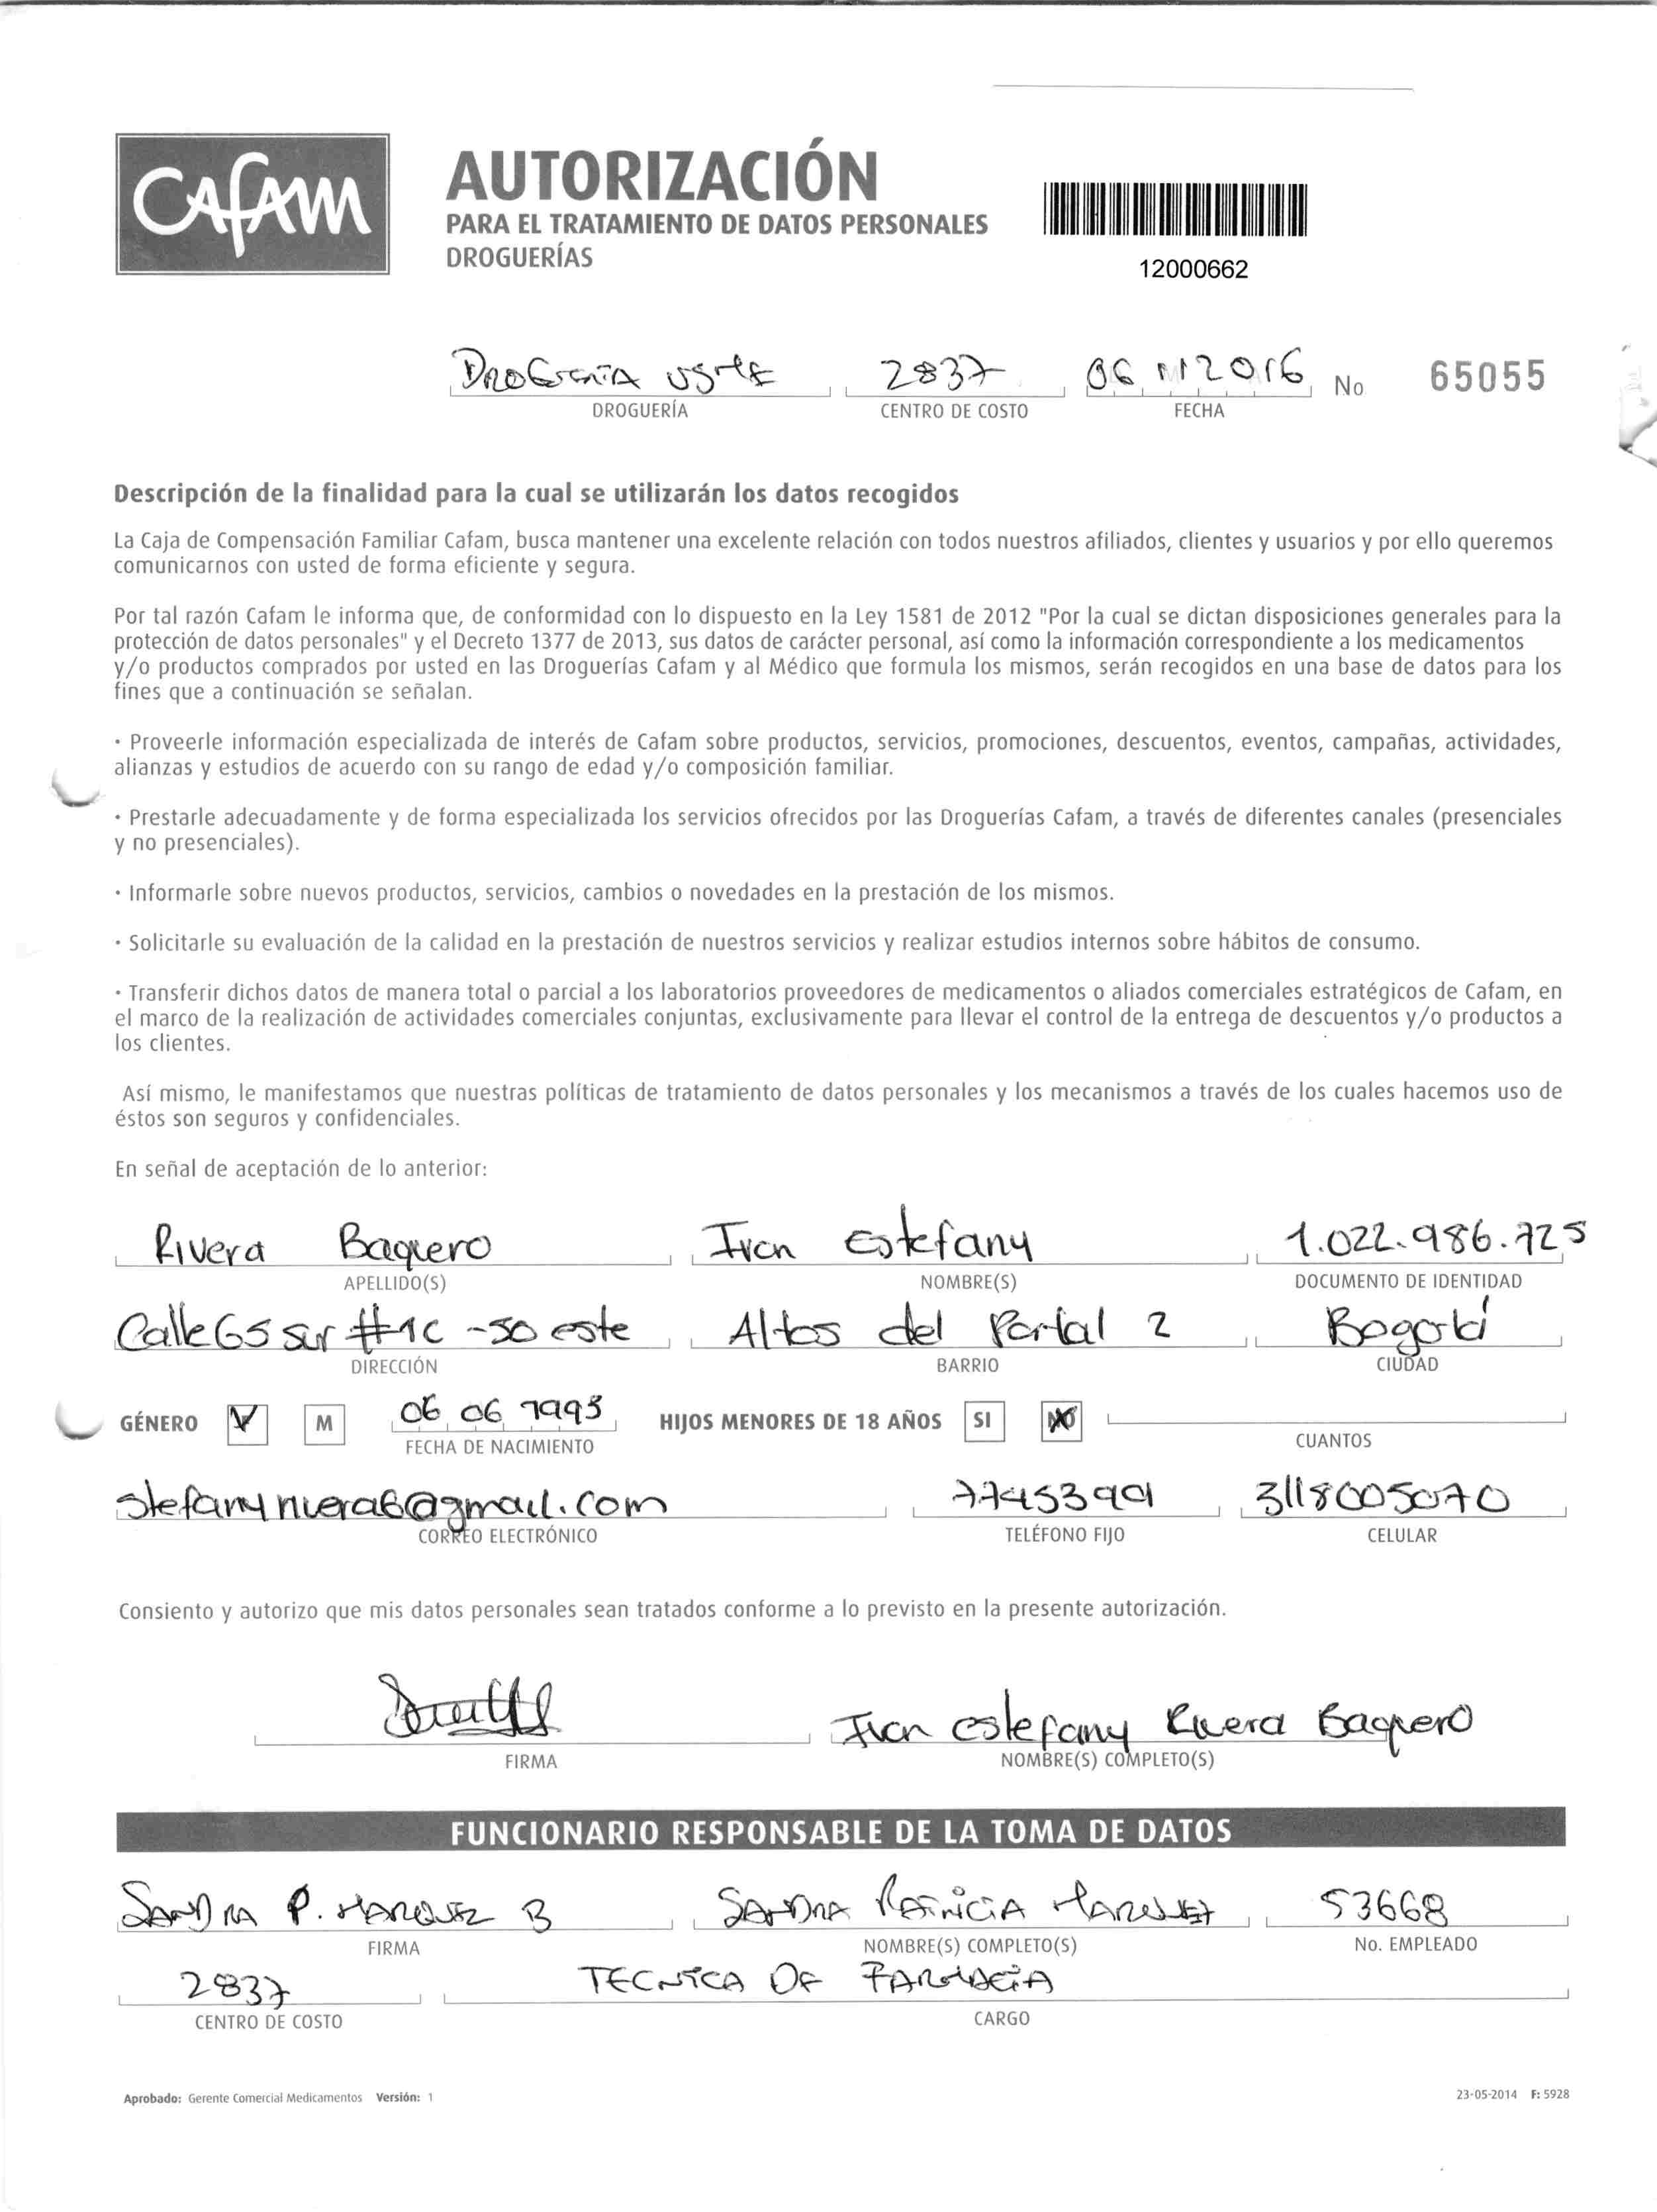 Cafam
AUTORIZACIÓN
PARA EL TRATAMIENTO DE DATOS PERSONALES
DROGUERÍAS
12000662
DROGUERÍA 2837 No 65055
DROGUERÍA CENTRO DE COSTO FECHA
Descripción de la finalidad para la cual se utilizarán los datos recogidos
La Caja de Compensación Familiar Cafam, busca mantener una excelente relación con todos nuestros afiliados, clientes y usuarios y por ello queremos
comunicarnos con usted de forma eficiente y segura.
Por tal razón Cafam le informa que, de conformidad con lo dispuesto en la Ley 1581 de 2012 "Por la cual se dictan disposiciones generales para la
protección de datos personales" y el Decreto 1377 de 2013, sus datos de carácter personal, así como la información correspondiente a los medicamentos
y/o productos comprados por usted en las Droguerías Cafam y al Médico que formula los mismos, serán recogidos en una base de datos para los
fines que a continuación se señalan.
· Proveerle información especializada de interés de Cafam sobre productos, servicios, promociones, descuentos, eventos, campañas, actividades,
alianzas y estudios de acuerdo con su rango de edad y/o composición familiar.
· Prestarle adecuadamente y de forma especializada los servicios ofrecidos por las Droguerías Cafam, a través de diferentes canales (presenciales
y no presenciales).
· Informarle sobre nuevos productos, servicios, cambios o novedades en la prestación de los mismos.
· Solicitarle su evaluación de la calidad en la prestación de nuestros servicios y realizar estudios internos sobre hábitos de consumo.
· Transferir dichos datos de manera total o parcial a los laboratorios proveedores de medicamentos o aliados comerciales estratégicos de Cafam, en
el marco de la realización de actividades comerciales conjuntas, exclusivamente para llevar el control de la entrega de descuentos y/o productos a
los clientes.
Así mismo, le manifestamos que nuestras políticas de tratamiento de datos personales y los mecanismos a través de los cuales hacemos uso de
éstos son seguros y confidenciales.
En señal de aceptación de lo anterior:
Rivera Baquero Ivon Estefany 1.022.986.725
APELLIDO(S) NOMBRE(S) DOCUMENTO DE IDENTIDAD
Calle 65 sur #1c -50 este Altos del Portal 2 Bogotá
DIRECCIÓN BARRIO CIUDAD
GÉNERO M 06 06 1995 HIJOS MENORES DE 18 AÑOS SI NO
FECHA DE NACIMIENTO CUANTOS
stefanyrivera6@gmail.com 7745399 3118005070
CORREO ELECTRÓNICO TELÉFONO FIJO CELULAR
Consiento y autorizo que mis datos personales sean tratados conforme a lo previsto en la presente autorización.
Ivon estefany Rivera Baquero
FIRMA NOMBRE(S) COMPLETO(S)
FUNCIONARIO RESPONSABLE DE LA TOMA DE DATOS
SANDRA P. MARQUEZ B SANDRA PATRICIA MARQUEZ 53668
FIRMA NOMBRE(S) COMPLETO(S) No. EMPLEADO
2837 TECNICA DE FARMACIA
CENTRO DE COSTO CARGO
Aprobado: Gerente Comercial Medicamentos Versión: 1 23-05-2014 F: 5928